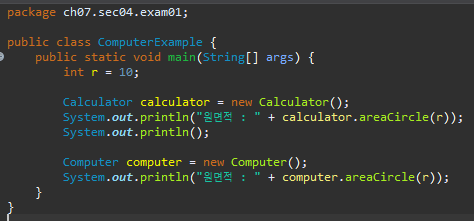 package ch07.sec04.exam01;
public class ComputerExample {
public static void main(String[] args) {
int r = 10;
Calculator calculator = new Calculator();
System.out.println("원면적 : " + calculator.areaCircle(r));
System.out.println();
Computer computer = new Computer();
System.out.println("원면적 : " + computer.areaCircle(r));
}
}